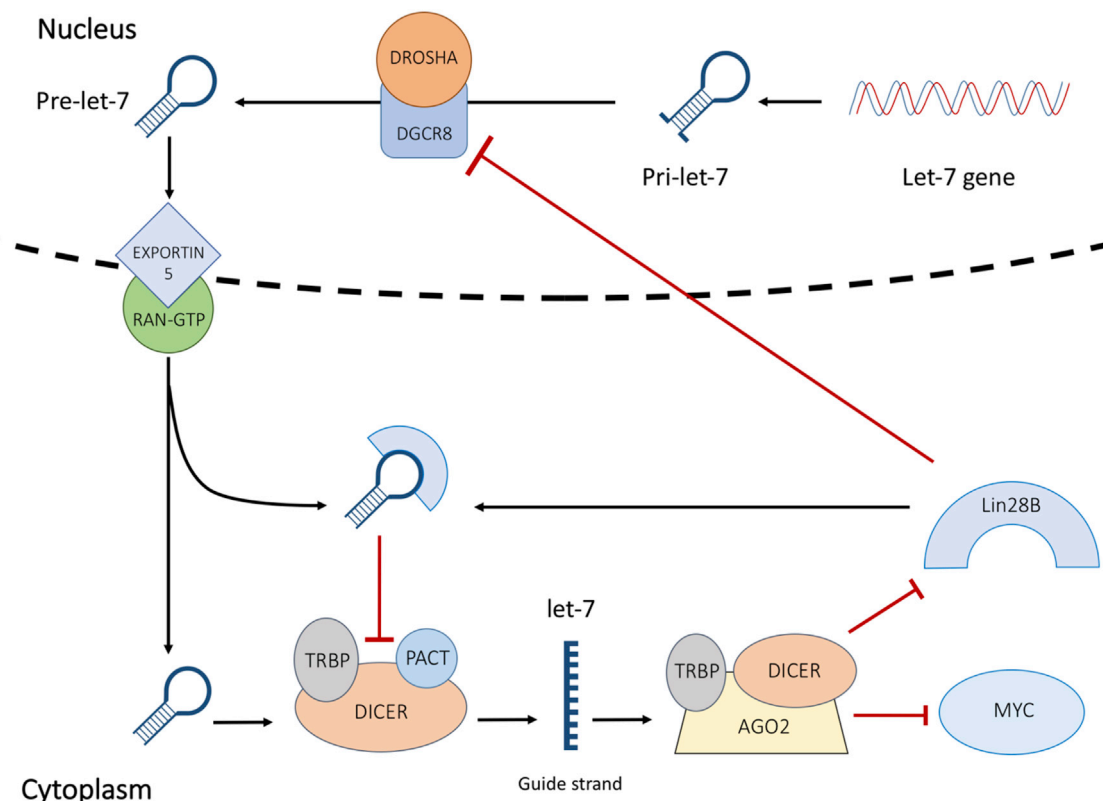 Nucleus
DROSHA
DGCR8
Pre-let-7
Pri-let-7
Let-7 gene
EXPORTIN
5
RAN-GTP
Lin28B
let-7
TRBP
PACT
DICER
TRBP
DICER
AGO2
MYC
Guide strand
Cytoplasm